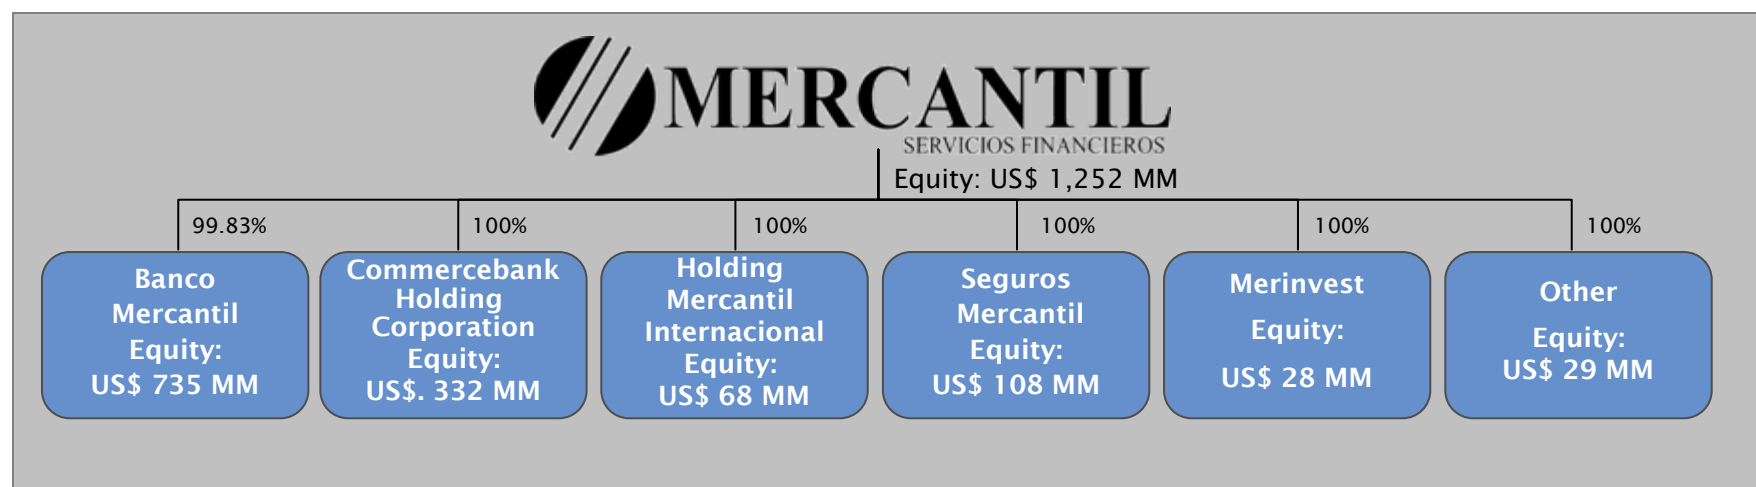 MERCANTIL
SERVICIOS FINANCIEROS
Equity: US$ 1,252 MM
99.83%
100%
100%
100%
100%
100%
Banco
Mercantil
Equity:
US$ 735 MM
Commercebank
Holding
Corporation
Equity:
US$. 332 MM
Holding
Mercantil
Internacional
Equity:
US$ 68 MM
Seguros
Mercantil
Equity:
US$ 108 MM
Merinvest
Equity:
US$ 28 MM
Other
Equity:
US$ 29 MM